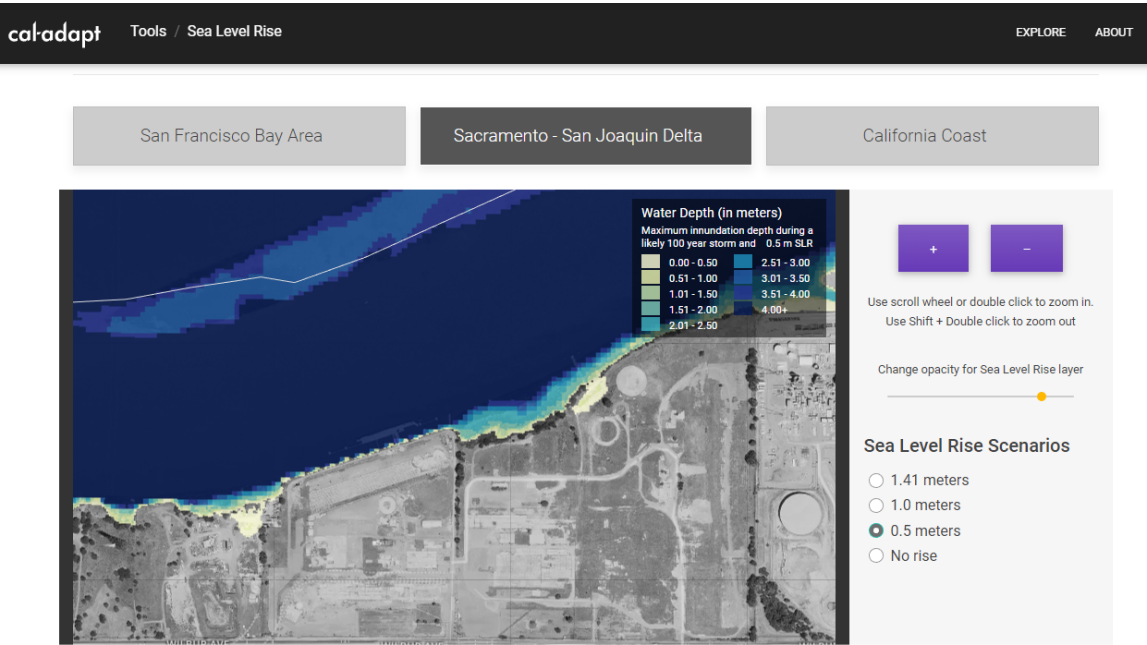 cal-adapt
Tools / Sea Level Rise
EXPLORE
ABOUT
San Francisco Bay Area
Sacramento - San Joaquin Delta
California Coast
Water Depth (in meters)
Maximum innundation depth during a
likely 100 year storm and 0.5 m SLR
0.00 - 0.50
0.51 - 1.00
1.01 - 1.50
1.51 - 2.00
2.01 - 2.50
2.51 - 3.00
3.01 - 3.50
3.51 - 4.00
4.00+
+
−
Use scroll wheel or double click to zoom in.
Use Shift + Double click to zoom out
Change opacity for Sea Level Rise layer
Sea Level Rise Scenarios
1.41 meters
1.0 meters
0.5 meters
No rise